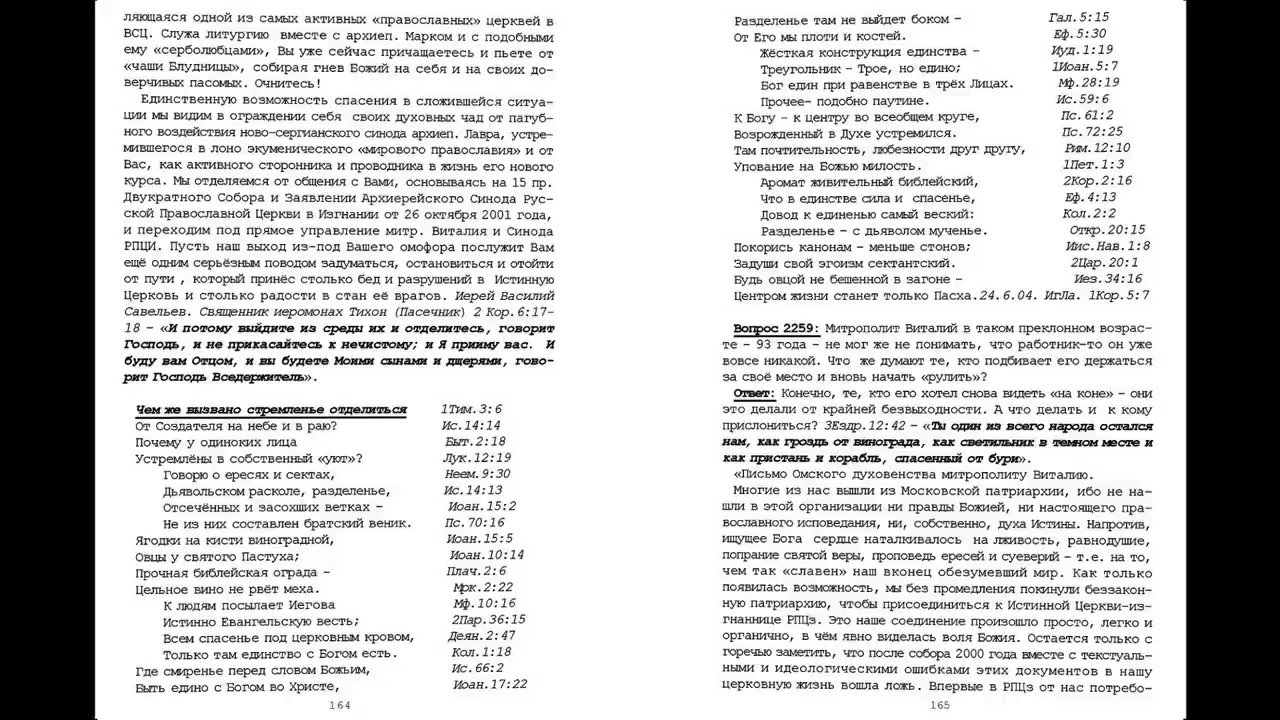 ляющаяся одной из самых активных «православных» церквей в
ВСЦ. Служа литургию вместе с архиеп. Марком и с подобными
ему «серболюбцами», Вы уже сейчас причащаетесь и пьете от
«чаши Блудницы», собирая гнев Божий на себя и на своих до-
верчивых пасомых. Очнитесь!
Единственную возможность спасения в сложившейся ситуа-
ции мы видим в ограждении себя своих духовных чад от пагуб-
ного воздействия ново-сергианского синода архиеп. Лавра, устре-
мившегося в лоно экуменического «мирового православия» и от
Вас, как активного сторонника и проводника в жизнь его нового
курса. Мы отделяемся от общения с Вами, основываясь на 15 пр.
Двукратного Собора и Заявлении Архиерейского Синода Рус-
ской Православной Церкви в Изгнании от 26 октября 2001 года,
и переходим под прямое управление митр. Виталия и Синода
РПЦИ. Пусть наш выход из-под Вашего омофора послужит Вам
ещё одним серьёзным поводом задуматься, остановиться и отойти
от пути , который принёс столько бед и разрушений в Истинную
Церковь и столько радости в стан её врагов. Иерей Василий
Савельев. Священник иеромонах Тихон (Пасечник) 2 Кор.6:17-
18 – «И потому выйдите из среды их и отделитесь, говорит
Господь, и не прикасайтесь к нечистому; и Я прииму вас. И
буду вам Отцом, и вы будете Моими сынами и дщерями, гово-
рит Господь Вседержитель».
Чем же вызвано стремленье отделиться 1Тим.3:6
От Создателя на небе и в раю? Ис.14:14
Почему у одиноких лица Быт.2:18
Устремлёны в собственный «уют»? Лук.12:19
Говорю о ересях и сектах, Неем.9:30
Дьявольском расколе, разделенье, Ис.14:13
Отсечённых и засохших ветках – Иоан.15:2
Не из них составлен братский веник. Пс.70:16
Ягодки на кисти виноградной, Иоан.15:5
Овцы у святого Пастуха; Иоан.10:14
Прочная библейская ограда – Плач.2:6
Цельное вино не рвёт меха. Мрк.2:22
К людям посылает Иегова Мф.10:16
Истинно Евангельскую весть; 2Пар.36:15
Всем спасенье под церковным кровом, Деян.2:47
Только там единство с Богом есть. Кол.1:18
Где смиренье перед словом Божьим, Ис.66:2
Быть едино с Богом во Христе, Иоан.17:22
164
Разделенье там не выйдет боком – Гал.5:15
От Его мы плоти и костей. Еф.5:30
Жёсткая конструкция единства – Иуд.1:19
Треугольник – Трое, но едино; 1Иоан.5:7
Бог един при равенстве в трёх Лицах. Мф.28:19
Прочее- подобно паутине. Ис.59:6
К Богу – к центру во всеобщем круге, Пс.61:2
Возрожденный в Духе устремился. Пс.72:25
Там почтительность, любезности друг другу, Рим.12:10
Упование на Божью милость. 1Пет.1:3
Аромат живительный библейский, 2Кор.2:16
Что в единстве сила и спасенье, Еф.4:13
Довод к единенью самый веский: Кол.2:2
Разделенье – с дьяволом мученье. Откр.20:15
Покорись канонам – меньше стонов; Иис.Нав.1:8
Задуши свой эгоизм сектантский. 2Цар.20:1
Будь овцой не бешенной в загоне – Иез.34:16
Центром жизни станет только Пасха.24.6.04. ИгЛа. 1Кор.5:7
Вопрос 2259: Митрополит Виталий в таком преклонном возрас-
те – 93 года – не мог же не понимать, что работник-то он уже
вовсе никакой. Что же думают те, кто подбивает его держаться
за своё место и вновь начать «рулить»?
Ответ: Конечно, те, кто его хотел снова видеть «на коне» – они
это делали от крайней безвыходности. А что делать и к кому
прислониться? 3Ездр.12:42 – «Ты один из всего народа остался
нам, как гроздь от винограда, как светильник в темном месте и
как пристань и корабль, спасенный от бури».
«Письмо Омского духовенства митрополиту Виталию.
Многие из нас вышли из Московской патриархии, ибо не на-
шли в этой организации ни правды Божией, ни настоящего пра-
вославного исповедания, ни, собственно, духа Истины. Напротив,
ищущее Бога сердце наталкивалось на лживость, равнодушие,
попрание святой веры, проповедь ересей и суеверий – т.е. на то,
чем так «славен» наш вконец обезумевший мир. Как только
появилась возможность, мы без промедления покинули беззакон-
ную патриархию, чтобы присоединиться к Истинной Церкви-из-
гнаннице РПЦз. Это наше соединение произошло просто, легко и
органично, в чём явно виделась воля Божия. Остается только с
горечью заметить, что после собора 2000 года вместе с текстуаль-
ными и идеологическими ошибками этих документов в нашу
церковную жизнь вошла ложь. Впервые в РПЦз от нас потребо-
165